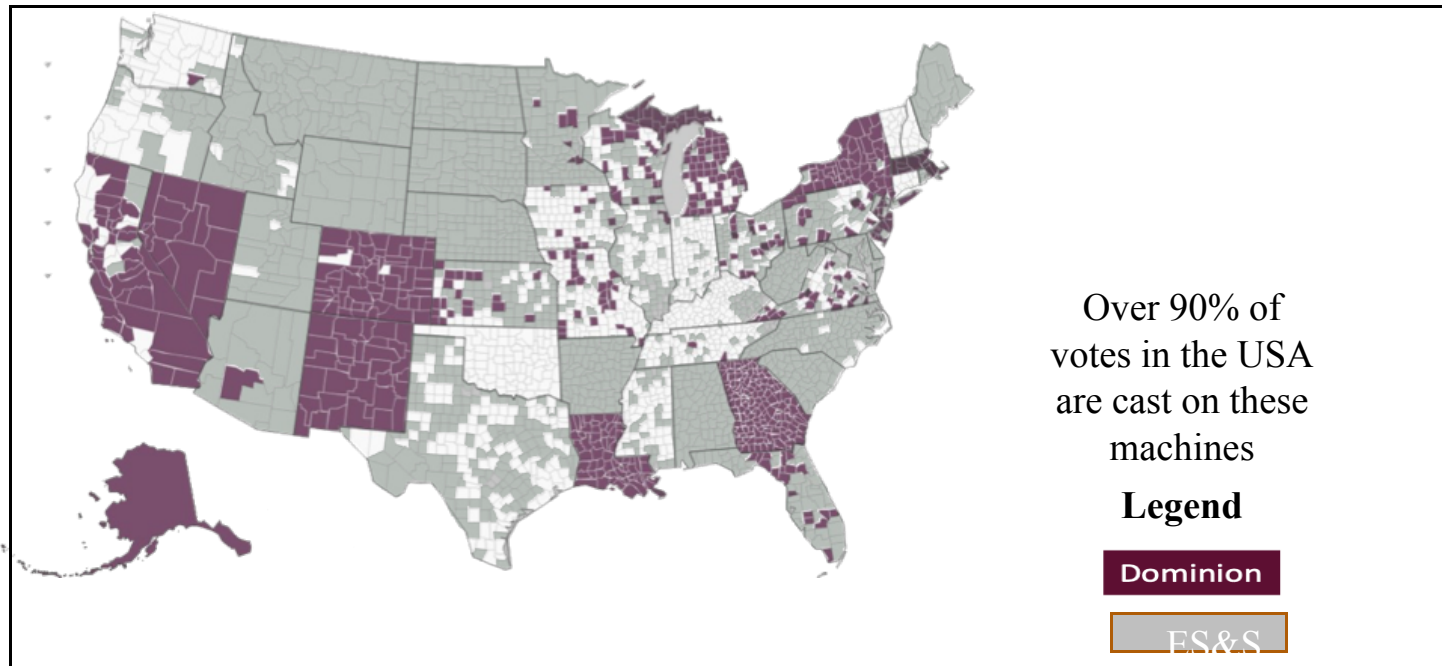 Over 90% of
votes in the USA
are cast on these
machines
Legend
Dominion
ES&S